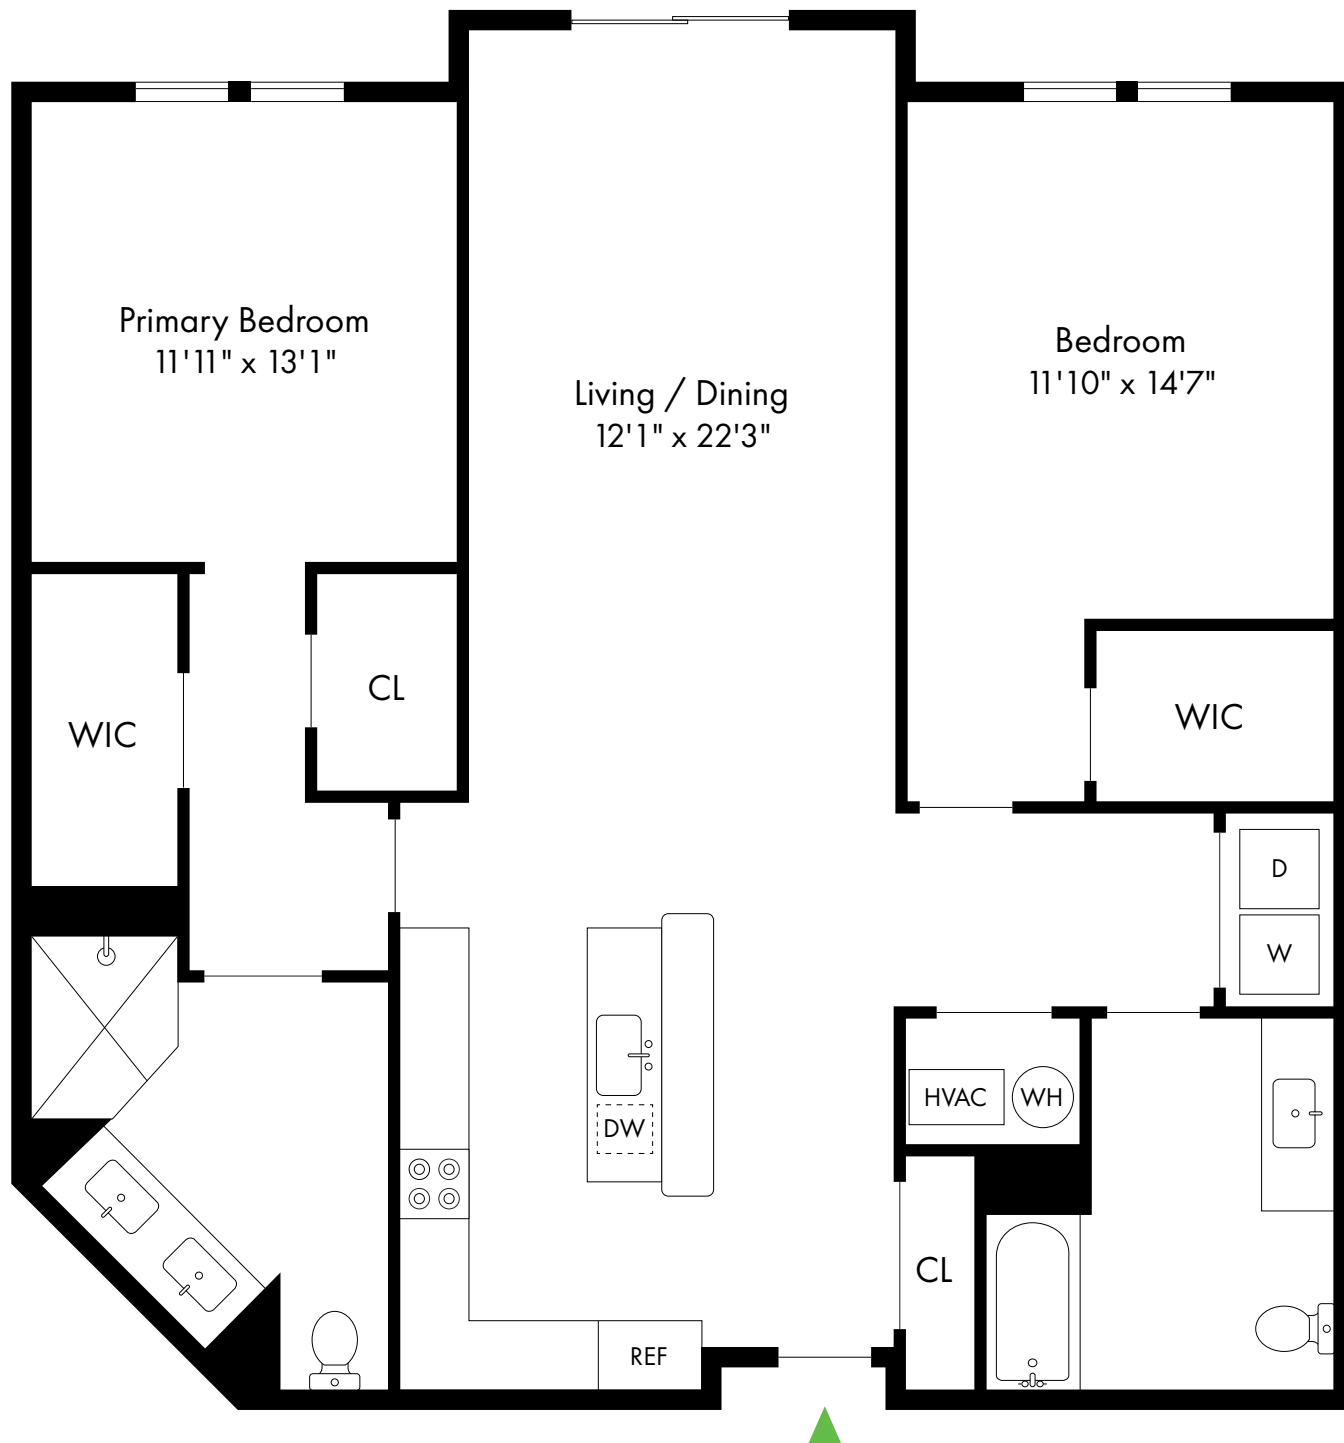 Primary Bedroom
11'11" x 13'1"
Living / Dining
12'1" x 22'3"
Bedroom
11'10" x 14'7"
CL
WIC
WIC
D
W
HVAC
WH
DW
CL
REF